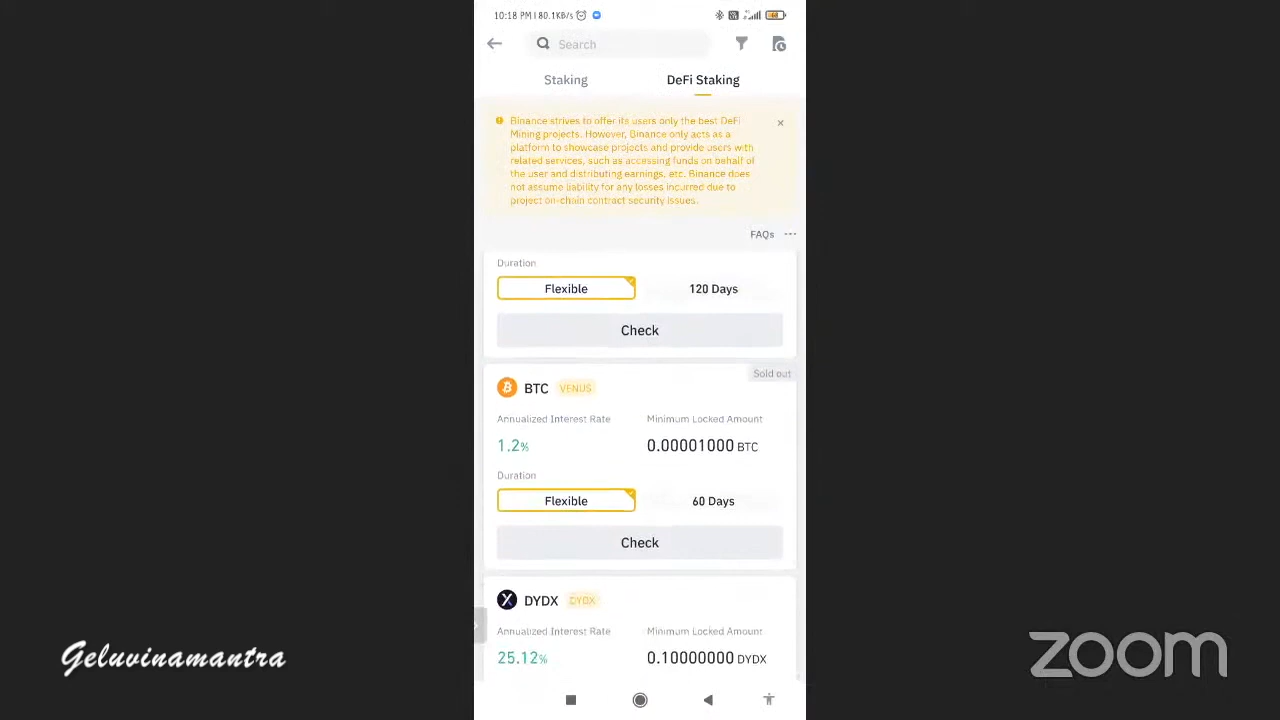 10:18 PM | 80.1KB/s
Search
Staking DeFi Staking
Binance strives to offer its users only the best DeFi
Mining projects. However, Binance only acts as a
platform to showcase projects and provide users with
related services, such as accessing funds on behalf of
the user and distributing earnings, etc. Binance does
not assume liability for any losses incurred due to
project on-chain contract security issues.
FAQs
Duration
Flexible 120 Days
Check
Sold out
BTC VENUS
Annualized Interest Rate Minimum Locked Amount
1.2% 0.00001000 BTC
Duration
Flexible 60 Days
Check
DYDX DYDX
Annualized Interest Rate Minimum Locked Amount
25.12% 0.10000000 DYDX
Geluvinamantra
zoom